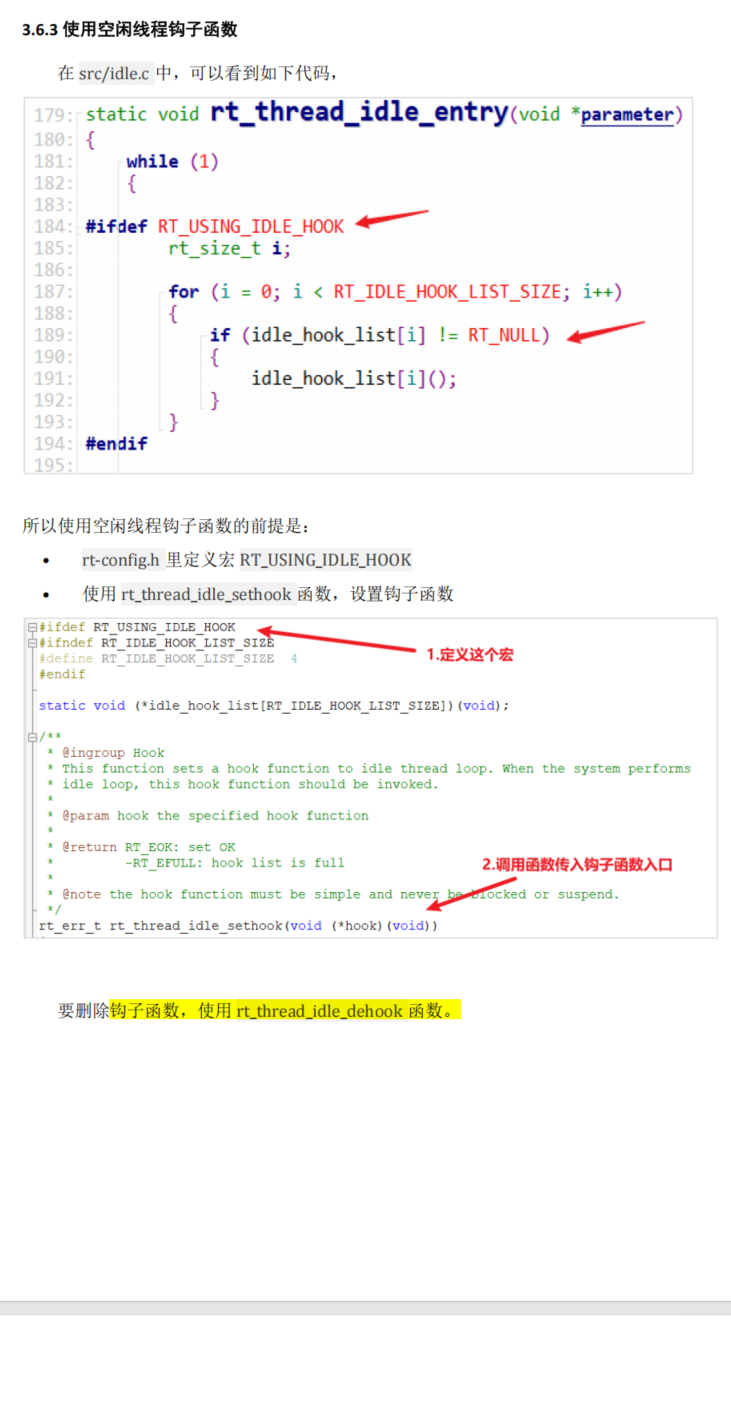 3.6.3 使用空闲线程钩子函数
在 src/idle.c 中，可以看到如下代码，
179: static void rt_thread_idle_entry(void *parameter)
180: {
181:     while (1)
182:     {
183:
184: #ifdef RT_USING_IDLE_HOOK
185:         rt_size_t i;
186:
187:         for (i = 0; i < RT_IDLE_HOOK_LIST_SIZE; i++)
188:         {
189:             if (idle_hook_list[i] != RT_NULL)
190:             {
191:                 idle_hook_list[i]();
192:             }
193:         }
194: #endif
195:
所以使用空闲线程钩子函数的前提是：
• rt-config.h 里定义宏 RT_USING_IDLE_HOOK
• 使用 rt_thread_idle_sethook 函数，设置钩子函数
#ifdef RT_USING_IDLE_HOOK
#ifndef RT_IDLE_HOOK_LIST_SIZE
1.定义这个宏
#define RT_IDLE_HOOK_LIST_SIZE  4
#endif
static void (*idle_hook_list[RT_IDLE_HOOK_LIST_SIZE])(void);
/**
 * @ingroup Hook
 * This function sets a hook function to idle thread loop. When the system performs
 * idle loop, this hook function should be invoked.
 *
 * @param hook the specified hook function
 *
 * @return RT_EOK: set OK
 *         -RT_EFULL: hook list is full
2.调用函数传入钩子函数入口
 *
 * @note the hook function must be simple and never be blocked or suspend.
 */
rt_err_t rt_thread_idle_sethook(void (*hook)(void))
要删除钩子函数，使用 rt_thread_idle_dehook 函数。